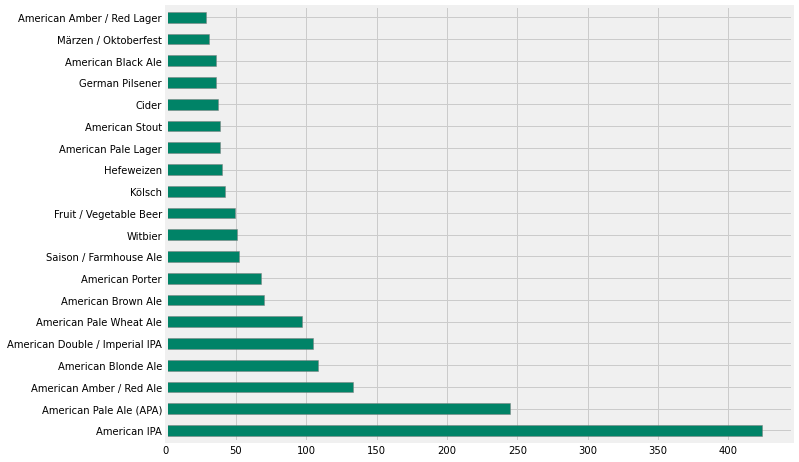 American Amber / Red Lager
Märzen / Oktoberfest
American Black Ale
German Pilsener
Cider
American Stout
American Pale Lager
Hefeweizen
Kölsch
Fruit / Vegetable Beer
Witbier
Saison / Farmhouse Ale
American Porter
American Brown Ale
American Pale Wheat Ale
American Double / Imperial IPA
American Blonde Ale
American Amber / Red Ale
American Pale Ale (APA)
American IPA
0 50 100 150 200 250 300 350 400